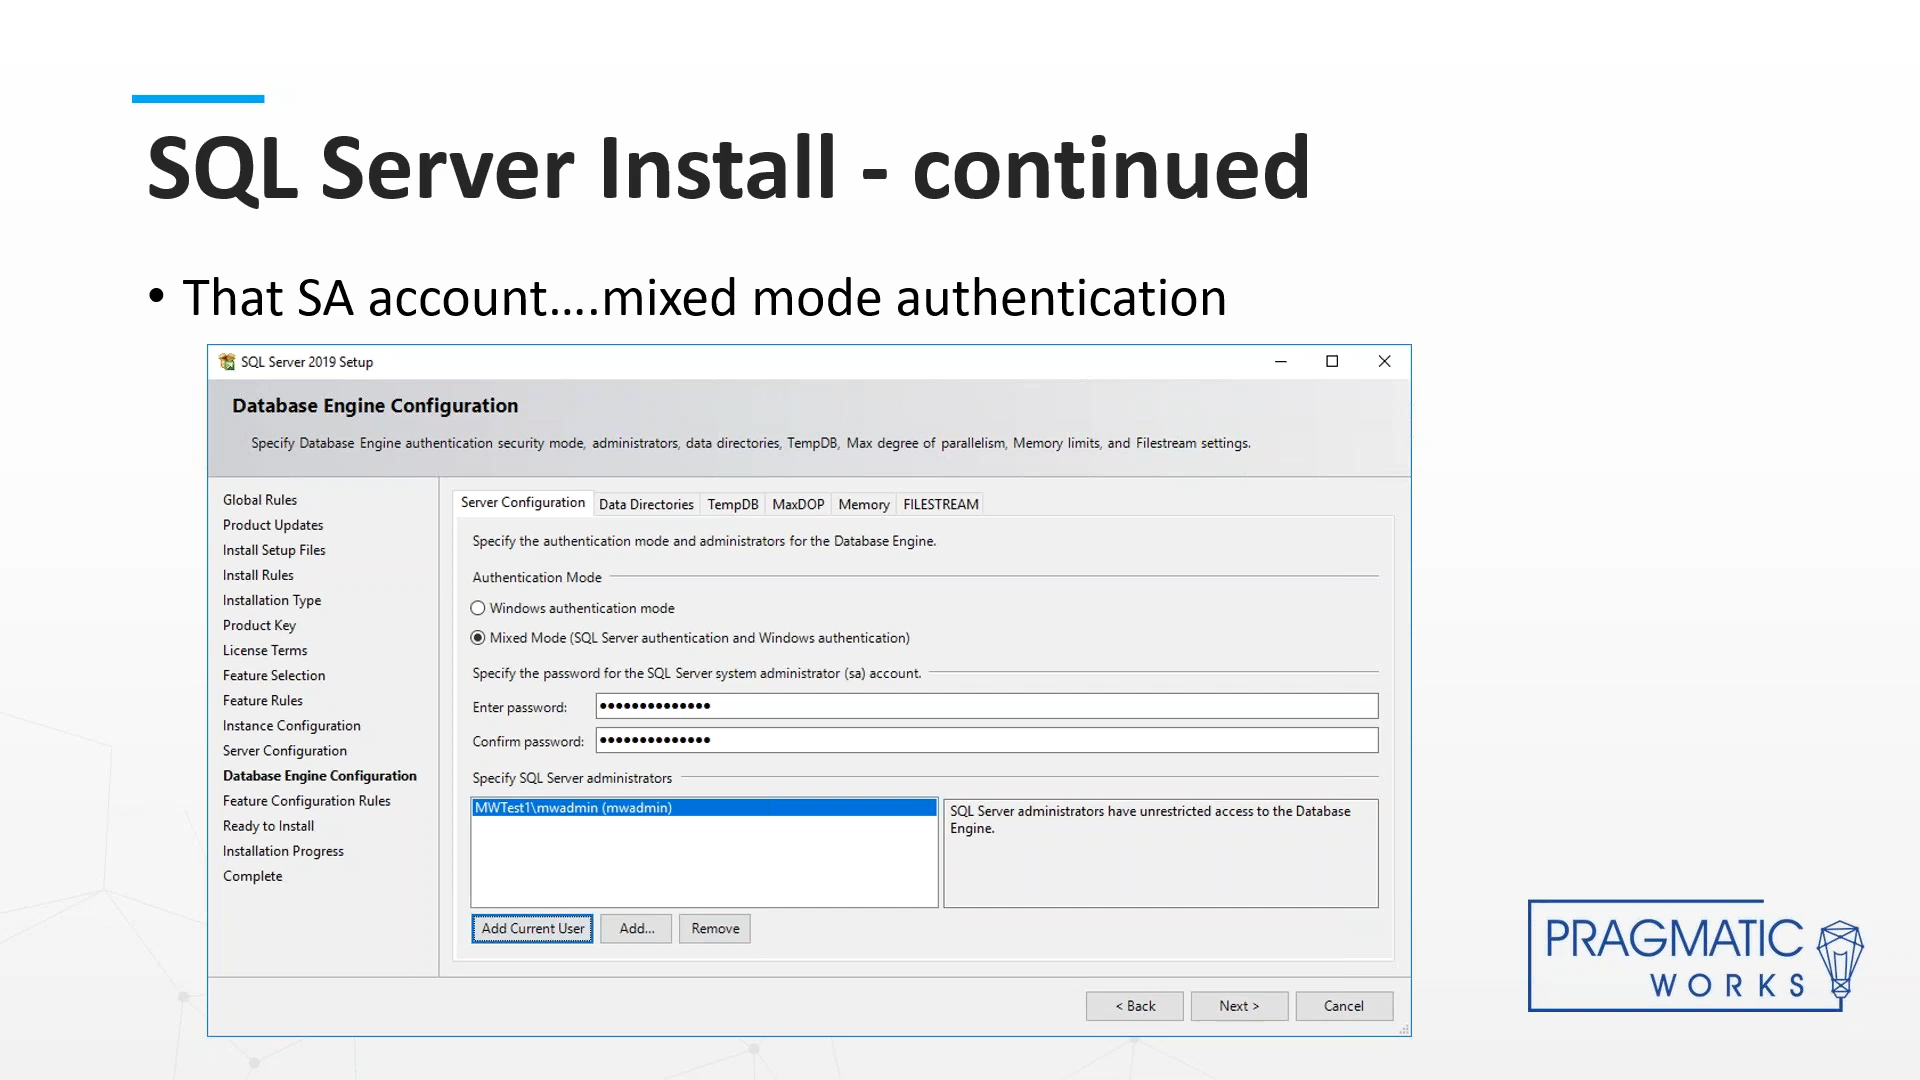 SQL Server Install - continued
• That SA account....mixed mode authentication
SQL Server 2019 Setup
Database Engine Configuration
Specify Database Engine authentication security mode, administrators, data directories, TempDB, Max degree of parallelism, Memory limits, and Filestream settings.
Global Rules
Product Updates
Install Setup Files
Install Rules
Installation Type
Product Key
License Terms
Feature Selection
Feature Rules
Instance Configuration
Server Configuration
Database Engine Configuration
Feature Configuration Rules
Ready to Install
Installation Progress
Complete
Server Configuration Data Directories TempDB MaxDOP Memory FILESTREAM
Specify the authentication mode and administrators for the Database Engine.
Authentication Mode
Windows authentication mode
Mixed Mode (SQL Server authentication and Windows authentication)
Specify the password for the SQL Server system administrator (sa) account.
Enter password: ●●●●●●●●●●●●●●
Confirm password: ●●●●●●●●●●●●●●
Specify SQL Server administrators
MWTest1\mwadmin (mwadmin)
SQL Server administrators have unrestricted access to the Database
Engine.
Add Current User Add... Remove
< Back Next > Cancel
PRAGMATIC
WORKS